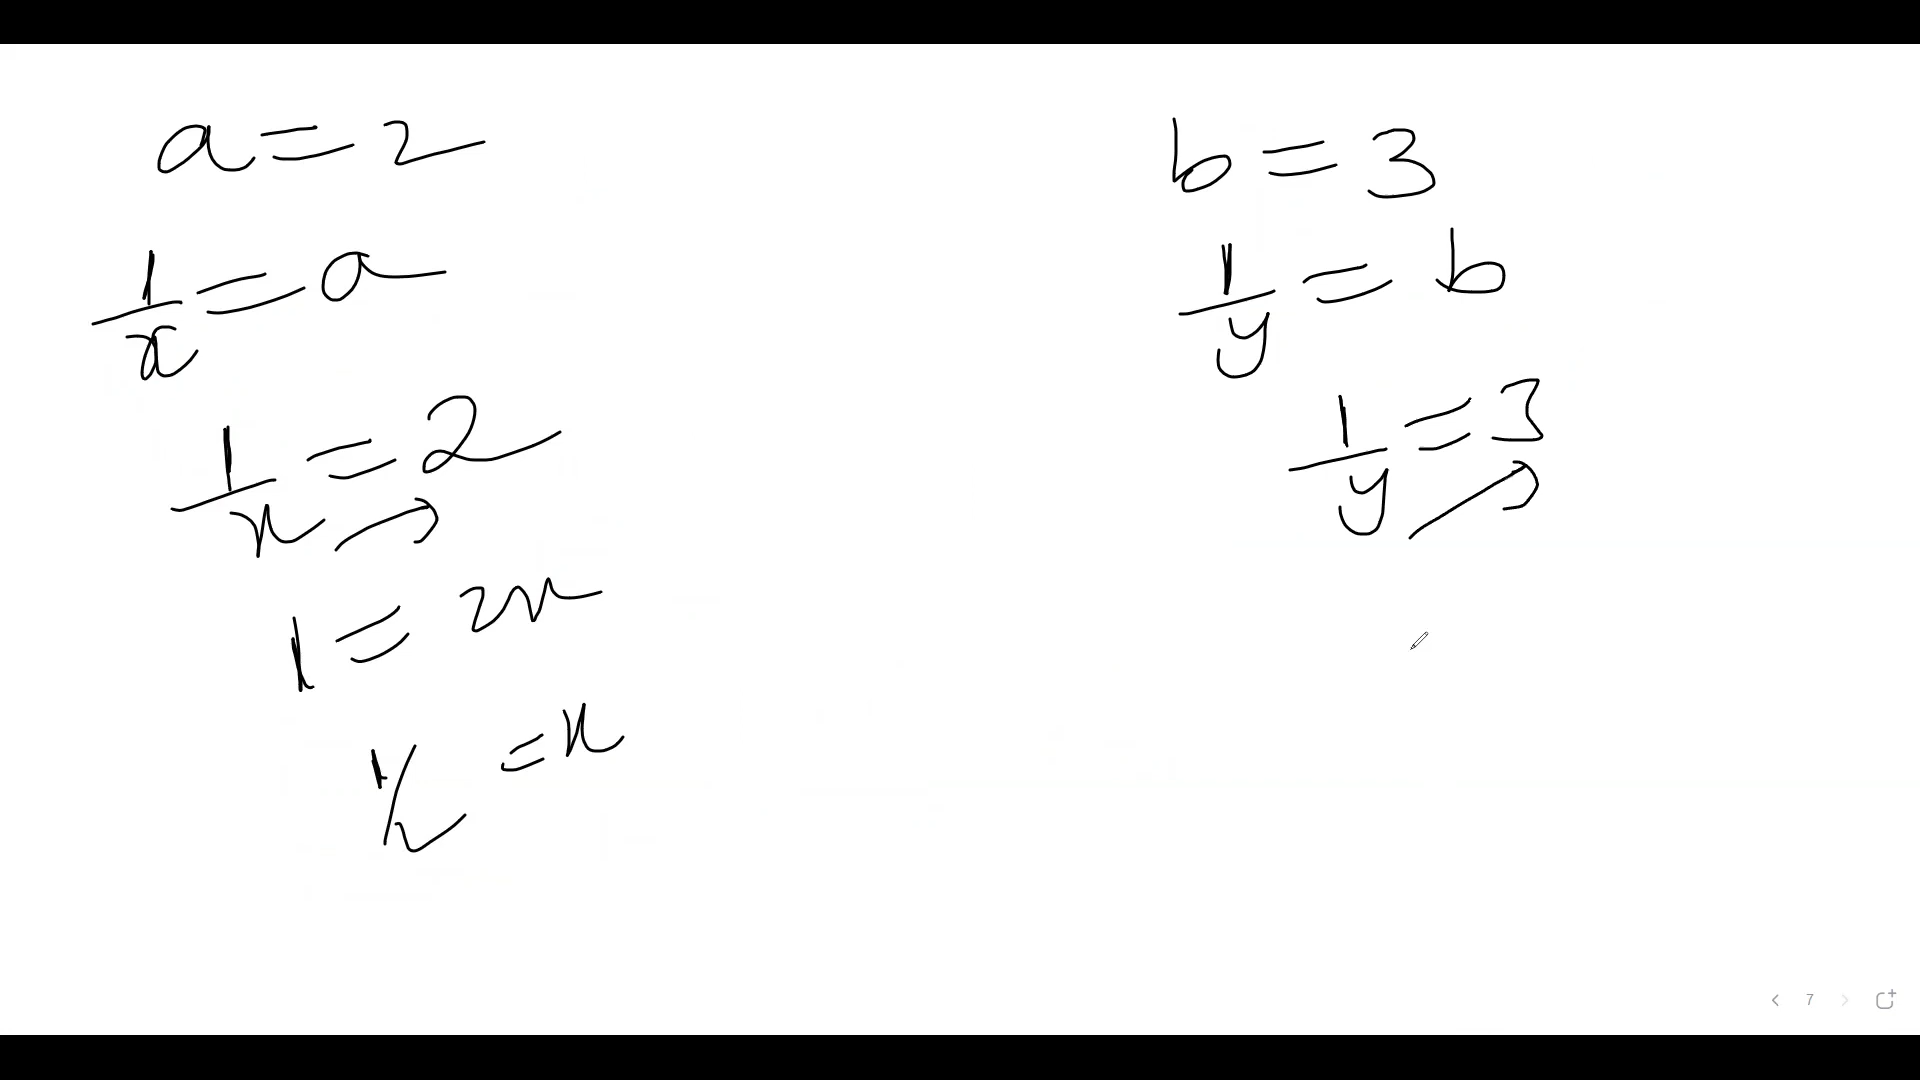 a=2
1/x=a
1/x=2
1=2x
1/2=x
b=3
1/y=b
1/y=3
7